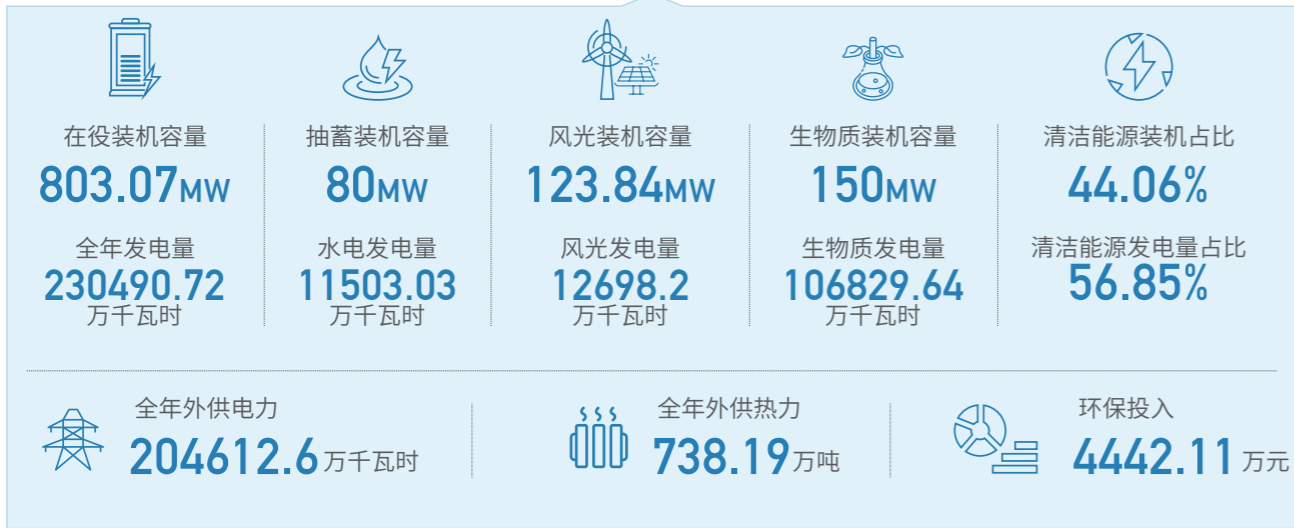 在役装机容量
803.07MW
全年发电量
230490.72
万千瓦时
抽蓄装机容量
80MW
水电发电量
11503.03
万千瓦时
风光装机容量
123.84MW
风光发电量
12698.2
万千瓦时
生物质装机容量
150MW
生物质发电量
106829.64
万千瓦时
清洁能源装机占比
44.06%
清洁能源发电量占比
56.85%
全年外供电力
204612.6万千瓦时
全年外供热力
738.19万吨
环保投入
4442.11万元